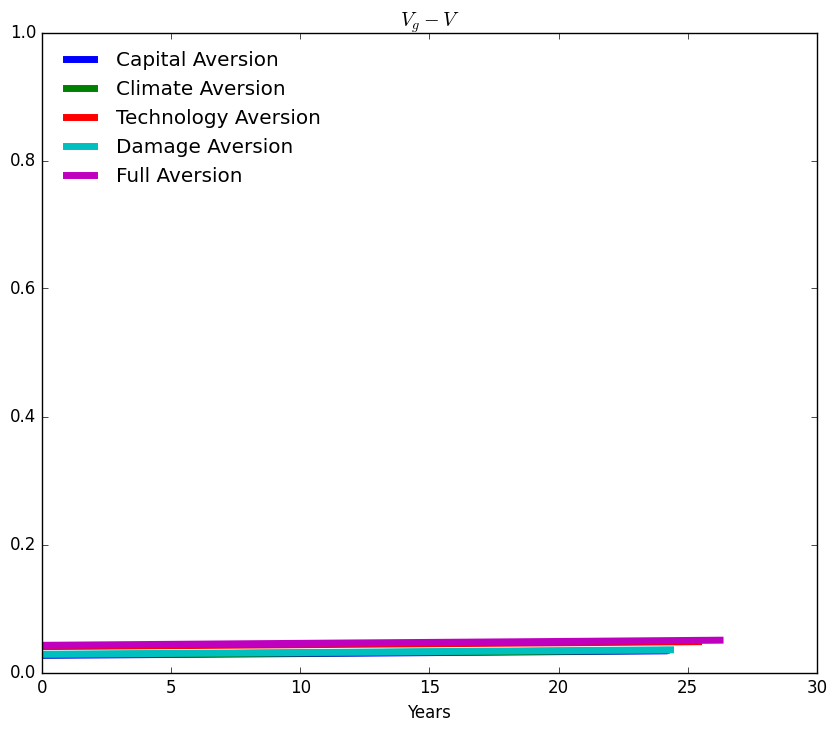 V_g − V
1.0
0.8
0.6
0.4
0.2
0.0
Capital Aversion
Climate Aversion
Technology Aversion
Damage Aversion
Full Aversion
0 5 10 15 20 25 30
Years